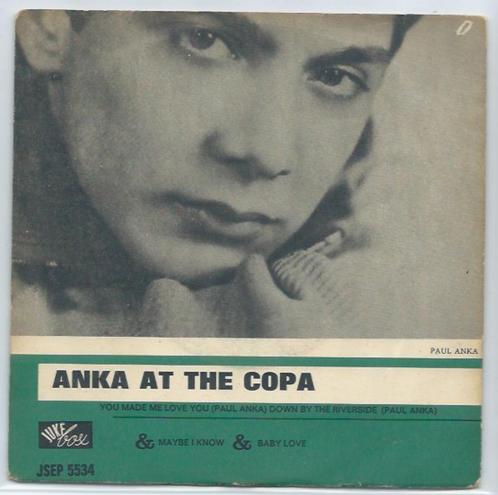 PAUL ANKA
ANKA AT THE COPA
YOU MADE ME LOVE YOU (PAUL ANKA) DOWN BY THE RIVERSIDE (PAUL ANKA)
JUKE box
& MAYBE I KNOW & BABY LOVE
JSEP 5534